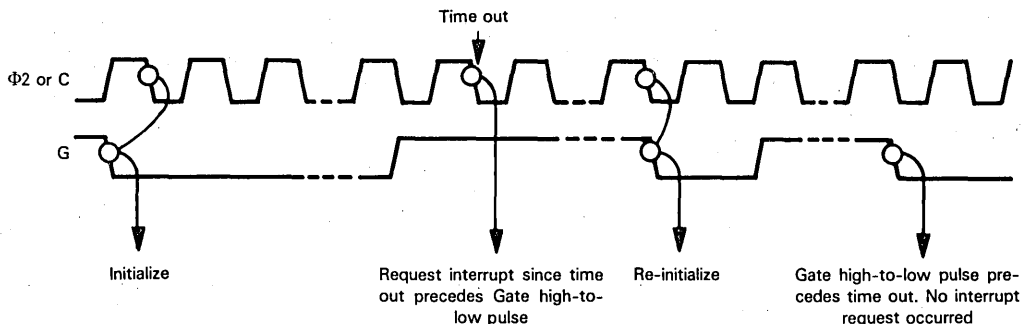 Time out
Φ2 or C
G
Initialize
Request interrupt since time
out precedes Gate high-to-
low pulse
Re-initialize
Gate high-to-low pulse pre-
cedes time out. No interrupt
request occurred